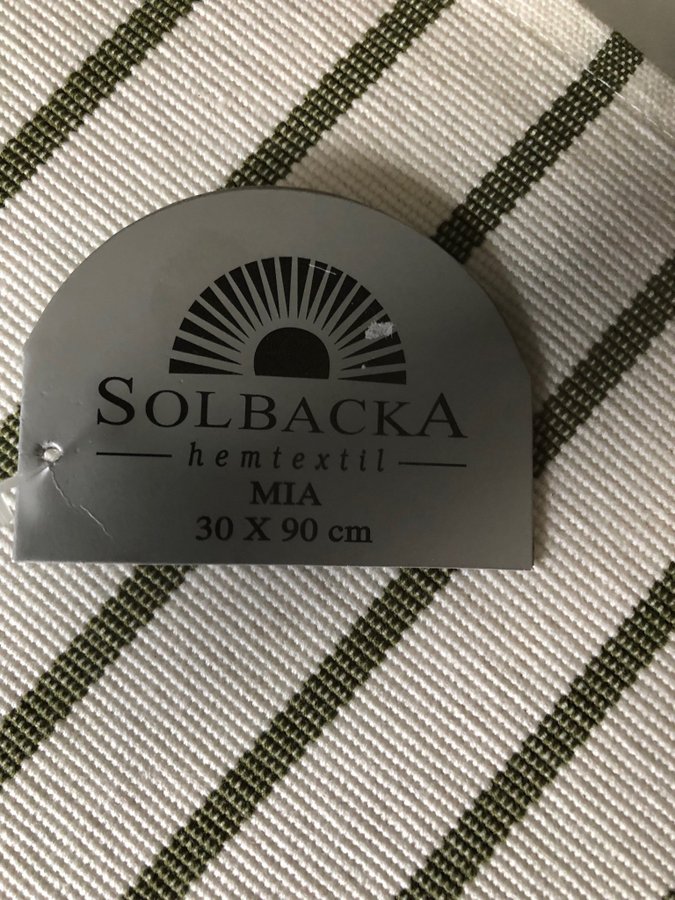 SOLBACKA
hemtextil
MIA
30 X 90 cm